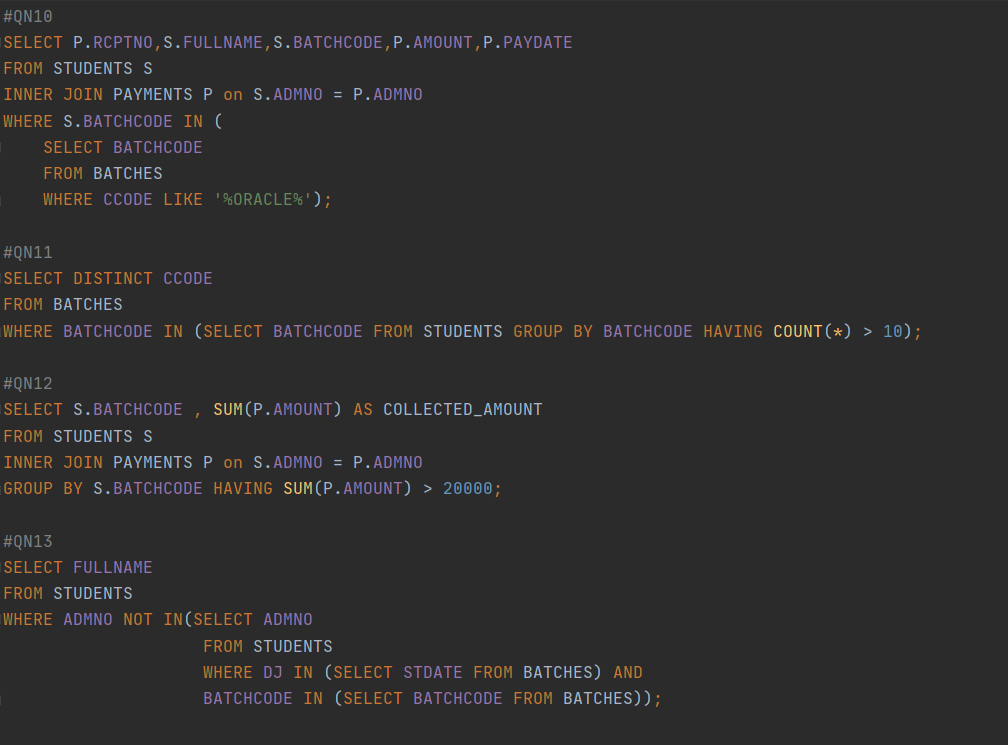 #QN10
SELECT P.RCPTNO,S.FULLNAME,S.BATCHCODE,P.AMOUNT,P.PAYDATE
FROM STUDENTS S
INNER JOIN PAYMENTS P on S.ADMNO = P.ADMNO
WHERE S.BATCHCODE IN (
    SELECT BATCHCODE
    FROM BATCHES
    WHERE CCODE LIKE '%ORACLE%');

#QN11
SELECT DISTINCT CCODE
FROM BATCHES
WHERE BATCHCODE IN (SELECT BATCHCODE FROM STUDENTS GROUP BY BATCHCODE HAVING COUNT(*) > 10);

#QN12
SELECT S.BATCHCODE , SUM(P.AMOUNT) AS COLLECTED_AMOUNT
FROM STUDENTS S
INNER JOIN PAYMENTS P on S.ADMNO = P.ADMNO
GROUP BY S.BATCHCODE HAVING SUM(P.AMOUNT) > 20000;

#QN13
SELECT FULLNAME
FROM STUDENTS
WHERE ADMNO NOT IN(SELECT ADMNO
                    FROM STUDENTS
                    WHERE DJ IN (SELECT STDATE FROM BATCHES) AND
                    BATCHCODE IN (SELECT BATCHCODE FROM BATCHES));